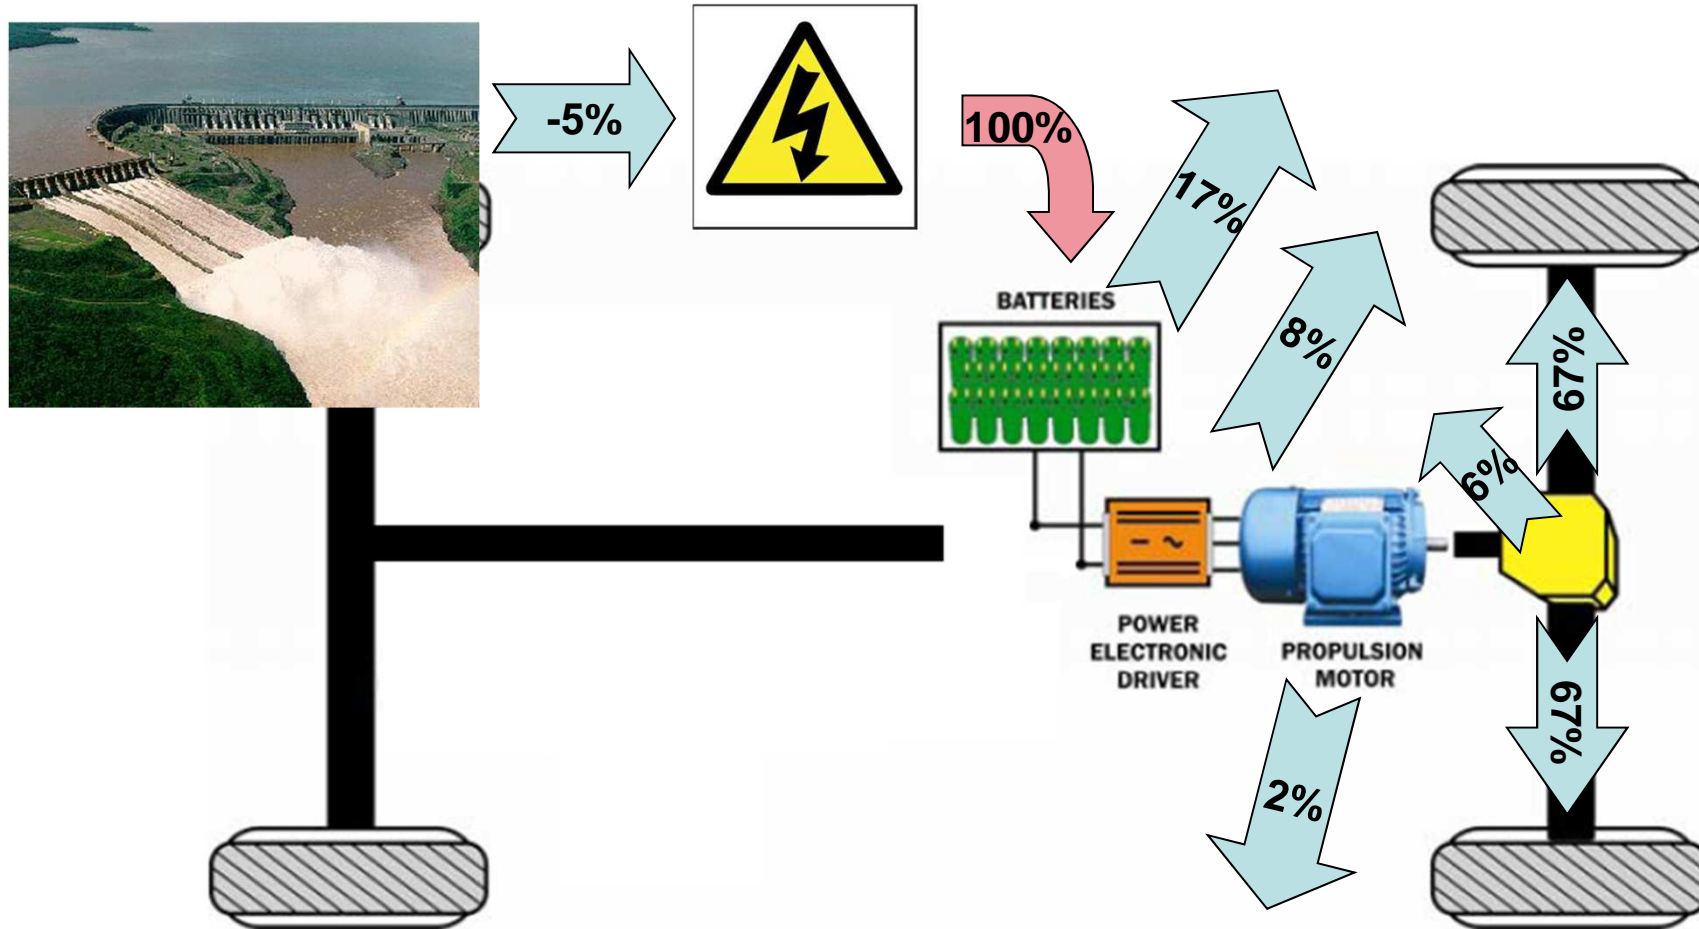 -5%
100%
17%
BATTERIES
8%
67%
6%
POWER
ELECTRONIC
DRIVER
PROPULSION
MOTOR
67%
2%